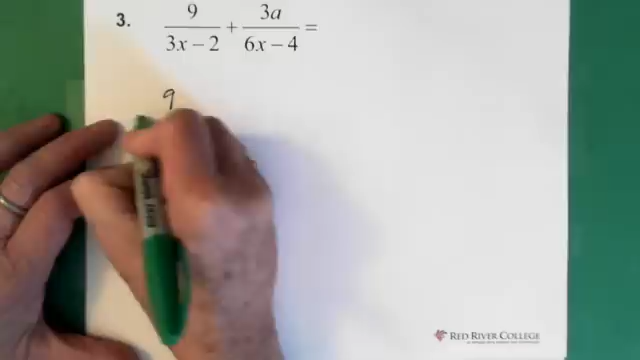 3. 9/(3x − 2) + 3a/(6x − 4) =
9
RED RIVER COLLEGE